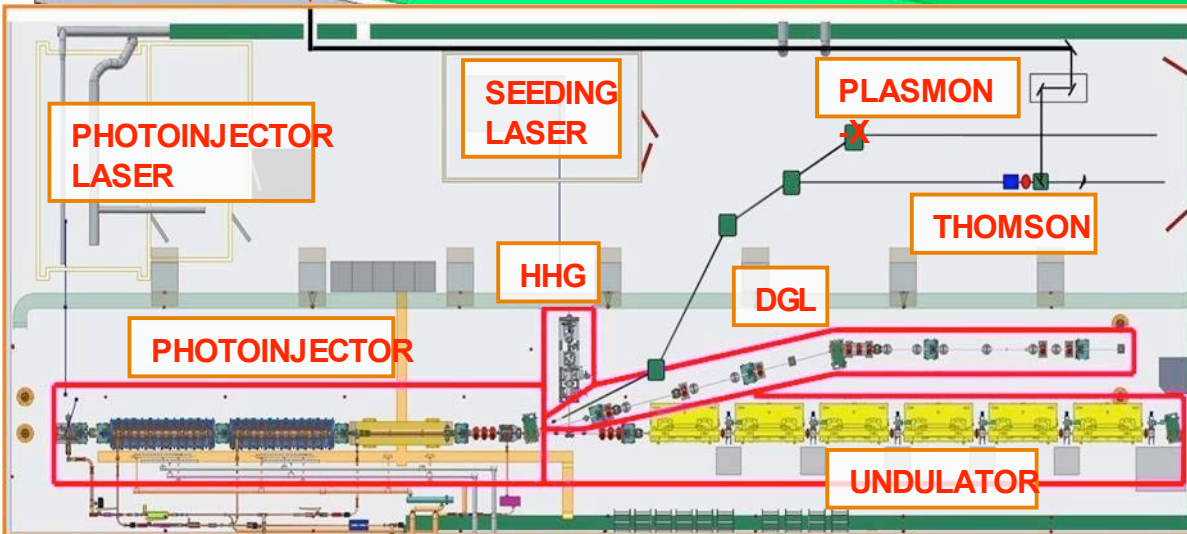 PHOTOINJECTOR
LASER
SEEDING
LASER
PLASMON
-X
THOMSON
HHG
DGL
PHOTOINJECTOR
UNDULATOR